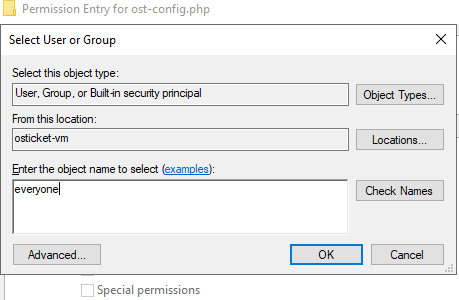 Permission Entry for ost-config.php
Select User or Group
Select this object type:
User, Group, or Built-in security principal
Object Types...
From this location:
osticket-vm
Locations...
Enter the object name to select (examples):
everyone
Check Names
Advanced...
OK
Cancel
Special permissions